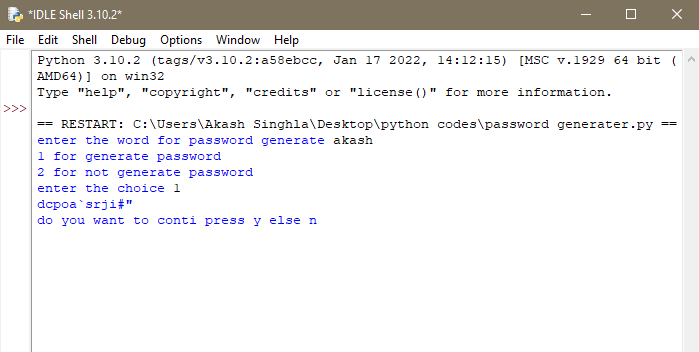 *IDLE Shell 3.10.2*
File Edit Shell Debug Options Window Help
Python 3.10.2 (tags/v3.10.2:a58ebcc, Jan 17 2022, 14:12:15) [MSC v.1929 64 bit (
AMD64)] on win32
Type "help", "copyright", "credits" or "license()" for more information.
>>>
== RESTART: C:\Users\Akash Singhla\Desktop\python codes\password generater.py ==
enter the word for password generate akash
1 for generate password
2 for not generate password
enter the choice 1
dcpoa`srji#"
do you want to conti press y else n